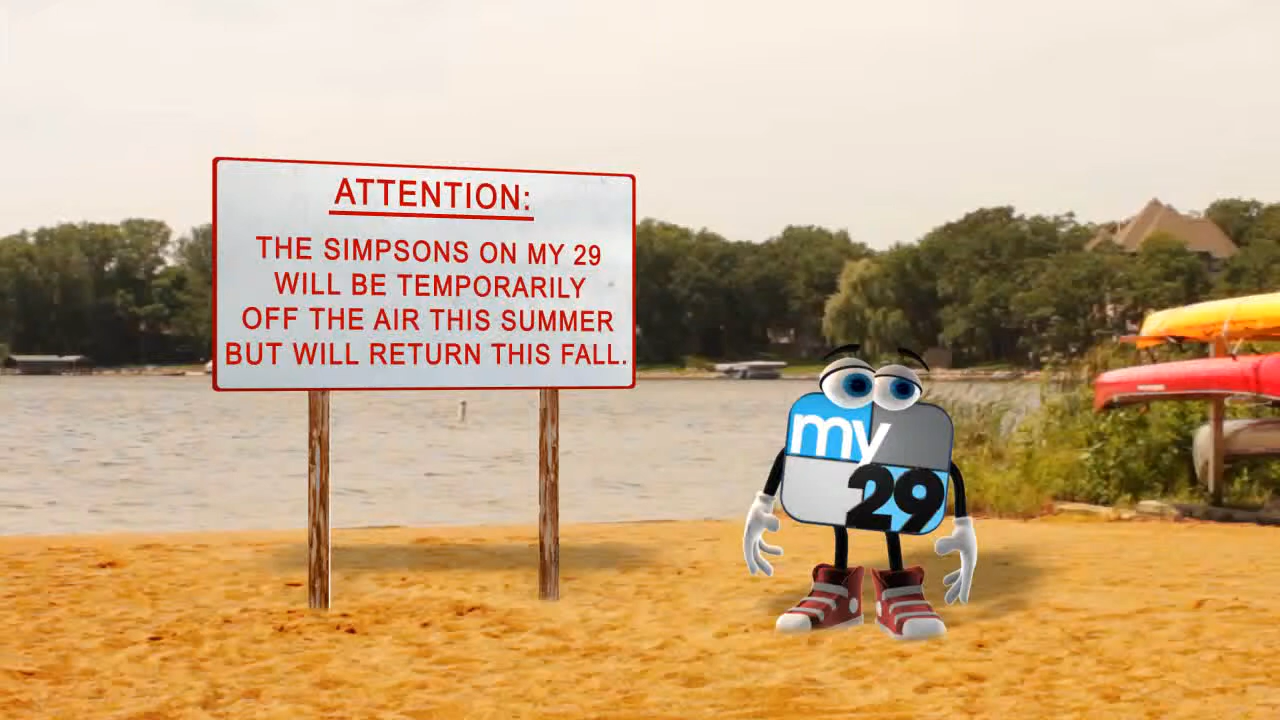 ATTENTION:
THE SIMPSONS ON MY 29
WILL BE TEMPORARILY
OFF THE AIR THIS SUMMER
BUT WILL RETURN THIS FALL.
my
29